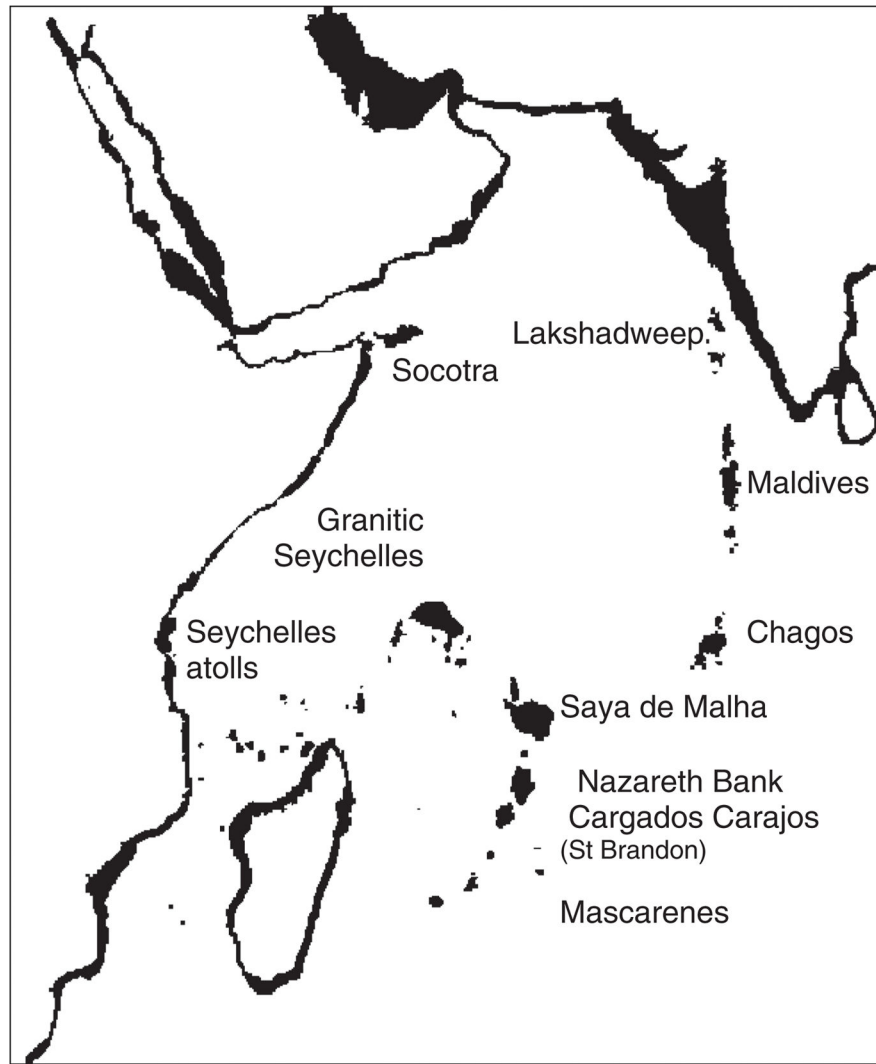 Lakshadweep.
Socotra
Maldives
Granitic
Seychelles
Seychelles
atolls
Chagos
Saya de Malha
Nazareth Bank
Cargados Carajos
(St Brandon)
Mascarenes